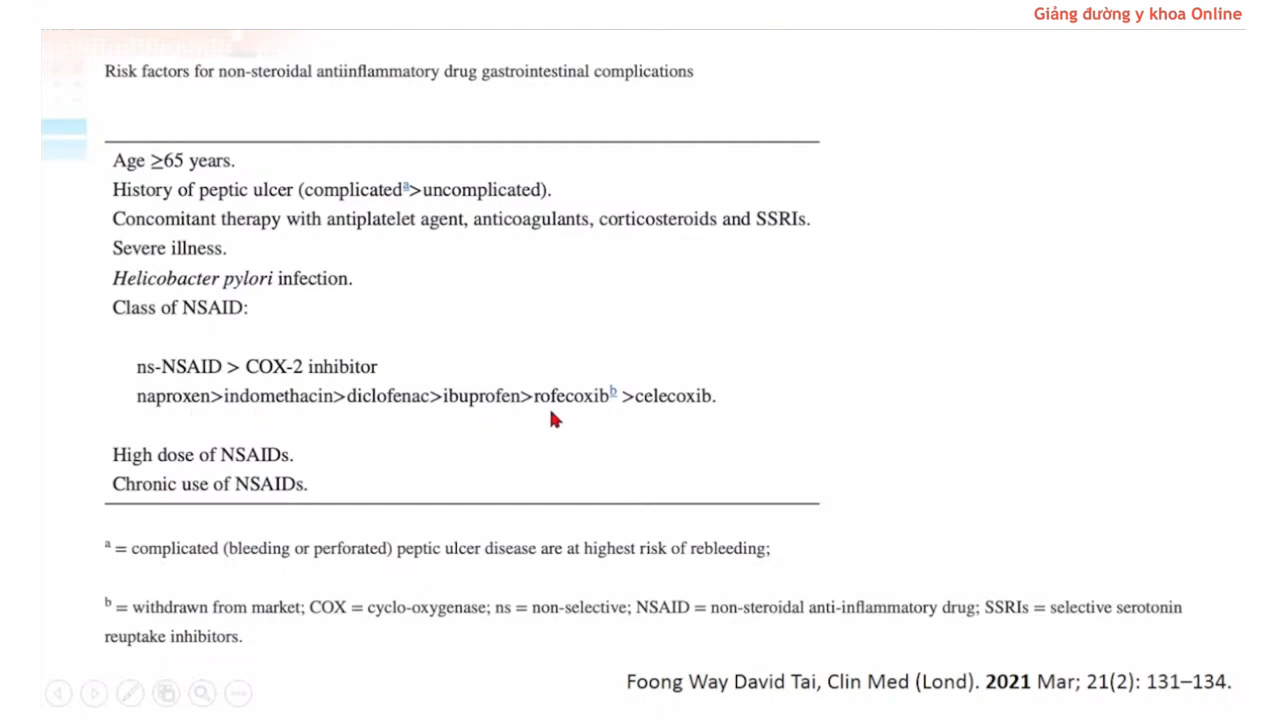 Giảng đường y khoa Online
Risk factors for non-steroidal antiinflammatory drug gastrointestinal complications
Age ≥65 years.
History of peptic ulcer (complicatedᵃ>uncomplicated).
Concomitant therapy with antiplatelet agent, anticoagulants, corticosteroids and SSRIs.
Severe illness.
Helicobacter pylori infection.
Class of NSAID:
ns-NSAID > COX-2 inhibitor
naproxen>indomethacin>diclofenac>ibuprofen>rofecoxibᵇ >celecoxib.
High dose of NSAIDs.
Chronic use of NSAIDs.
ᵃ = complicated (bleeding or perforated) peptic ulcer disease are at highest risk of rebleeding;
ᵇ = withdrawn from market; COX = cyclo-oxygenase; ns = non-selective; NSAID = non-steroidal anti-inflammatory drug; SSRIs = selective serotonin
reuptake inhibitors.
Foong Way David Tai, Clin Med (Lond). 2021 Mar; 21(2): 131–134.